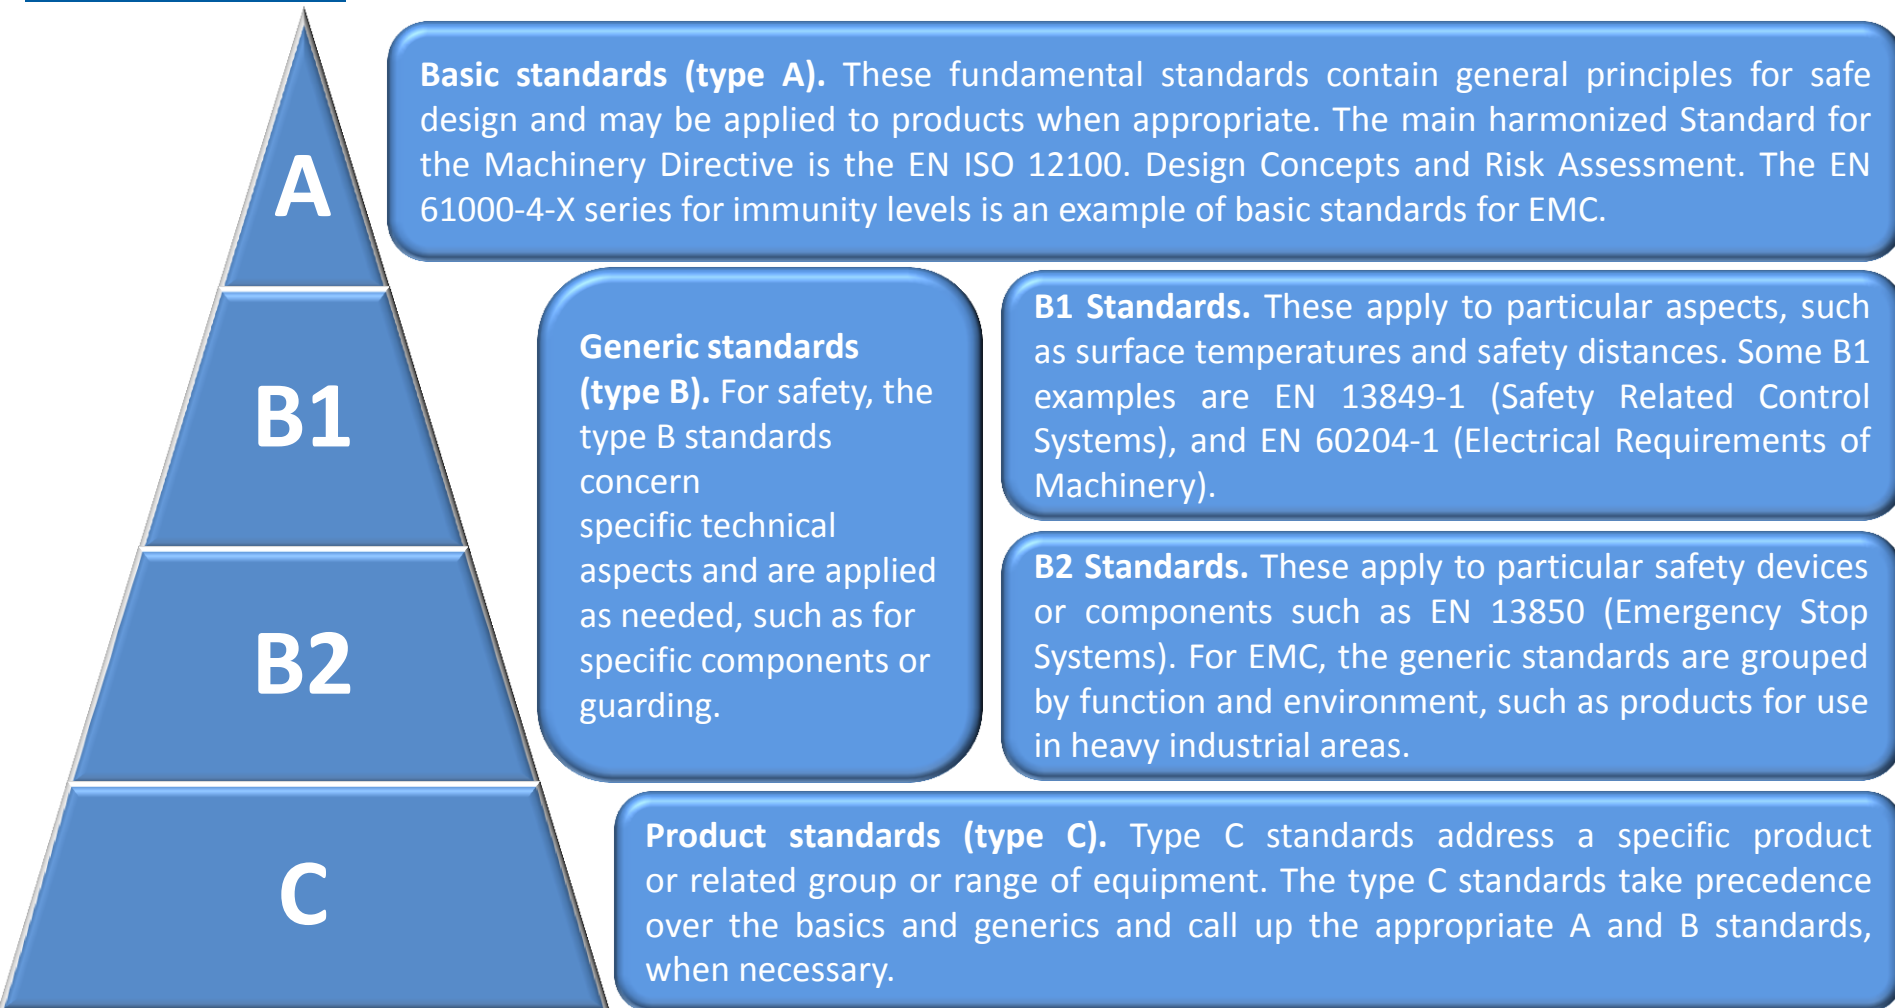 A
Basic standards (type A). These fundamental standards contain general principles for safe
design and may be applied to products when appropriate. The main harmonized Standard for
the Machinery Directive is the EN ISO 12100. Design Concepts and Risk Assessment. The EN
61000-4-X series for immunity levels is an example of basic standards for EMC.
B1
B2
Generic standards
(type B). For safety, the
type B standards
concern
specific technical
aspects and are applied
as needed, such as for
specific components or
guarding.
B1 Standards. These apply to particular aspects, such
as surface temperatures and safety distances. Some B1
examples are EN 13849-1 (Safety Related Control
Systems), and EN 60204-1 (Electrical Requirements of
Machinery).
B2 Standards. These apply to particular safety devices
or components such as EN 13850 (Emergency Stop
Systems). For EMC, the generic standards are grouped
by function and environment, such as products for use
in heavy industrial areas.
C
Product standards (type C). Type C standards address a specific product
or related group or range of equipment. The type C standards take precedence
over the basics and generics and call up the appropriate A and B standards,
when necessary.